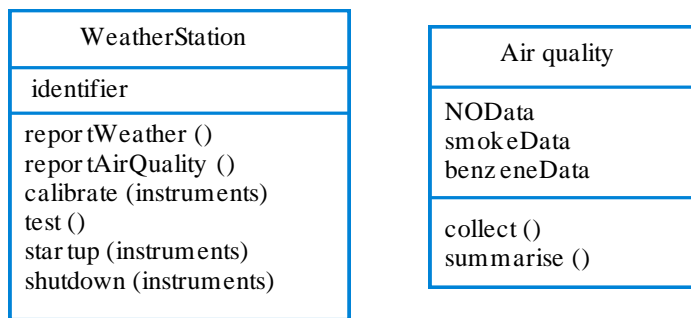 WeatherStation
identifier
reportWeather ()
reportAirQuality ()
calibrate (instruments)
test ()
startup (instruments)
shutdown (instruments)
Air quality
NOData
smokeData
benzeneData
collect ()
summarise ()